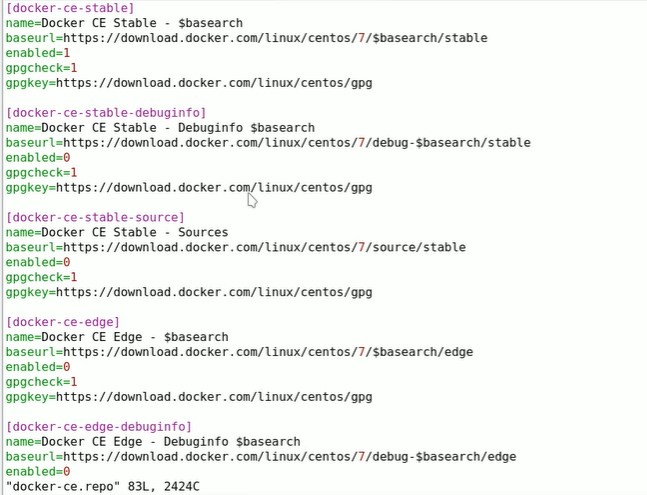 [docker-ce-stable]
name=Docker CE Stable - $basearch
baseurl=https://download.docker.com/linux/centos/7/$basearch/stable
enabled=1
gpgcheck=1
gpgkey=https://download.docker.com/linux/centos/gpg

[docker-ce-stable-debuginfo]
name=Docker CE Stable - Debuginfo $basearch
baseurl=https://download.docker.com/linux/centos/7/debug-$basearch/stable
enabled=0
gpgcheck=1
gpgkey=https://download.docker.com/linux/centos/gpg

[docker-ce-stable-source]
name=Docker CE Stable - Sources
baseurl=https://download.docker.com/linux/centos/7/source/stable
enabled=0
gpgcheck=1
gpgkey=https://download.docker.com/linux/centos/gpg

[docker-ce-edge]
name=Docker CE Edge - $basearch
baseurl=https://download.docker.com/linux/centos/7/$basearch/edge
enabled=0
gpgcheck=1
gpgkey=https://download.docker.com/linux/centos/gpg

[docker-ce-edge-debuginfo]
name=Docker CE Edge - Debuginfo $basearch
baseurl=https://download.docker.com/linux/centos/7/debug-$basearch/edge
enabled=0
"docker-ce.repo" 83L, 2424C